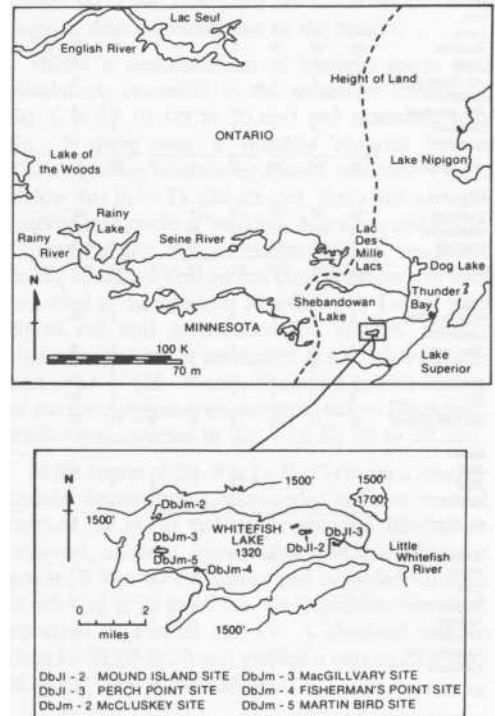 Lac Seul
English River
Height of Land
ONTARIO
Lake Nipigon
Lake of
the Woods
Rainy
Lake
Rainy
River
Seine River
Lac
Des
Mille
Lacs
Dog Lake
Thunder
Bay
Shebandowan
Lake
N
MINNESOTA
100 K
70 m
Lake
Superior
N
1500'
1500'
1700'
1500'
DbJm-2
WHITEFISH
LAKE
1320
DbJm-3
DbJl-3
DbJl-2
DbJm-5
DbJm-4
Little
Whitefish
River
0 2
miles
1500'
DbJl - 2 MOUND ISLAND SITE DbJm - 3 MacGILLVARY SITE
DbJl - 3 PERCH POINT SITE DbJm - 4 FISHERMAN'S POINT SITE
DbJm - 2 McCLUSKEY SITE DbJm - 5 MARTIN BIRD SITE